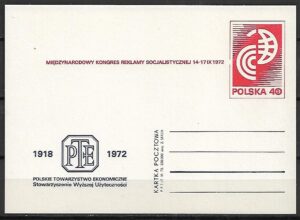 MIĘDZYNARODOWY KONGRES REKLAMY SOCJALISTYCZNEJ 14-17 IX 1972
POLSKA 40
1918 PTE 1972
POLSKIE TOWARZYSTWO EKONOMICZNE
Stowarzyszenie Wyższej Użyteczności
KARTKA POCZTOWA